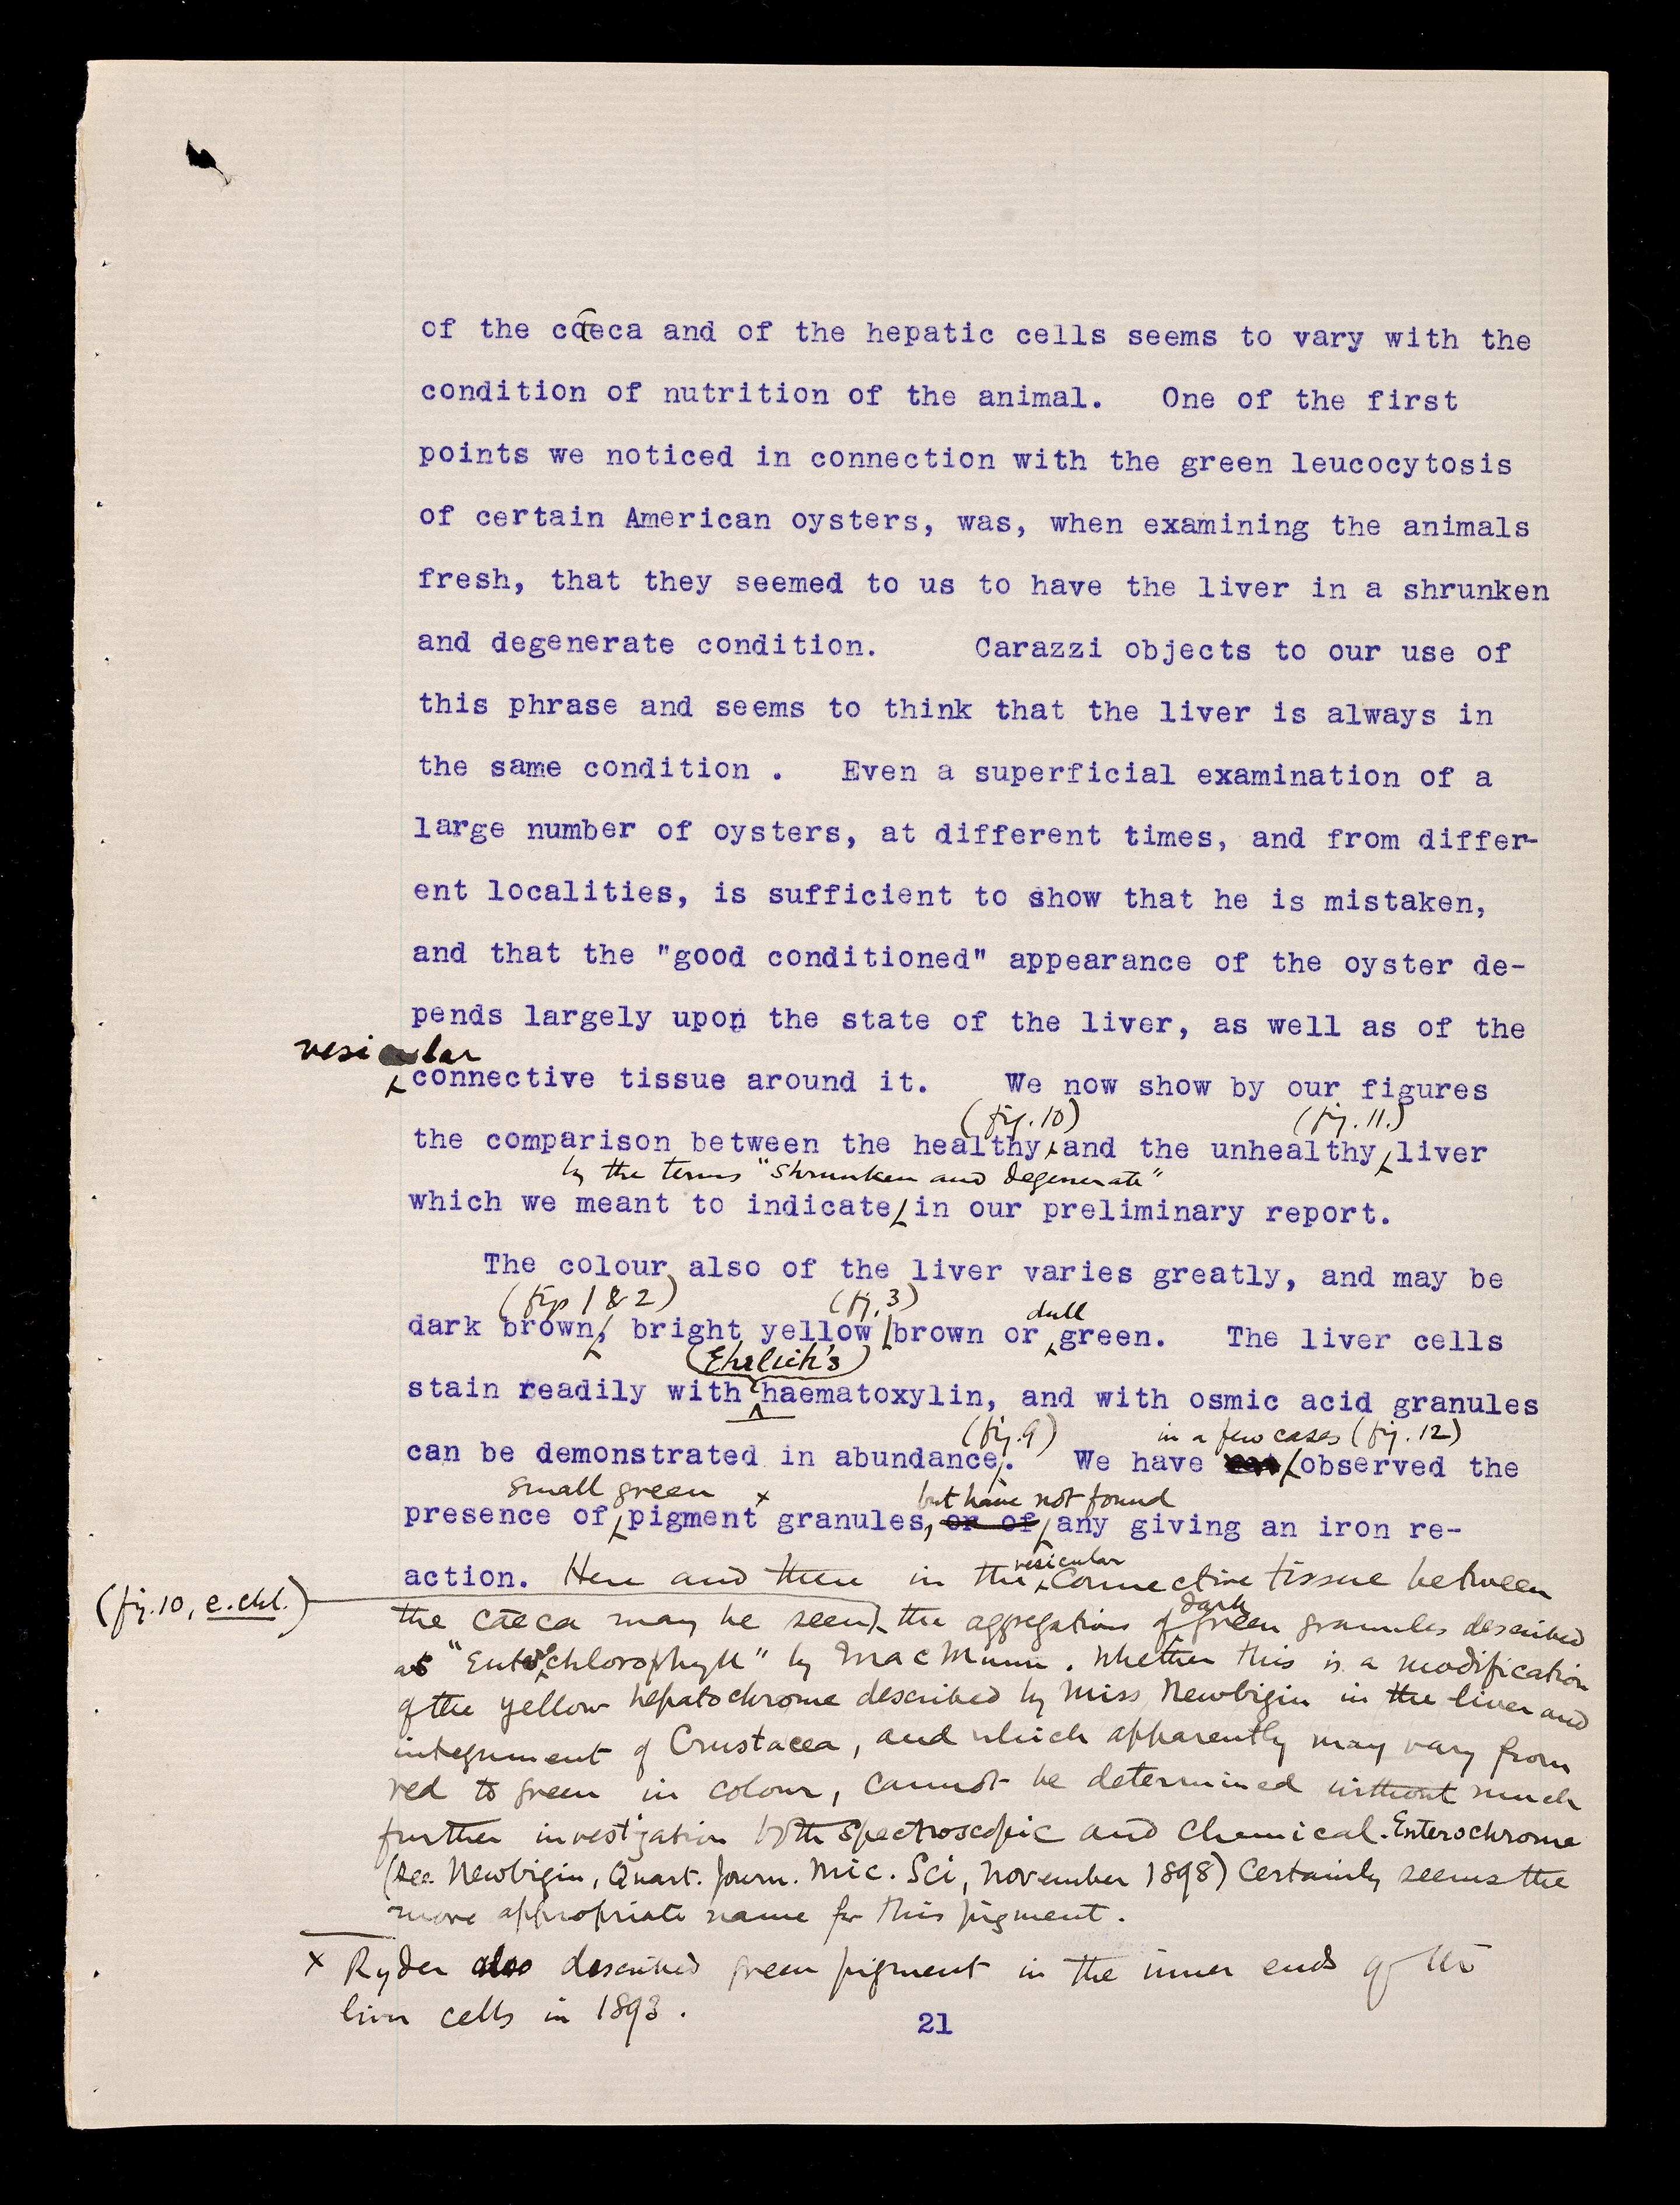 of the caeca and of the hepatic cells seems to vary with the
condition of nutrition of the animal. One of the first
points we noticed in connection with the green leucocytosis
of certain American oysters, was, when examining the animals
fresh, that they seemed to us to have the liver in a shrunken
and degenerate condition. Carazzi objects to our use of
this phrase and seems to think that the liver is always in
the same condition . Even a superficial examination of a
large number of oysters, at different times, and from differ-
ent localities, is sufficient to show that he is mistaken,
and that the "good conditioned" appearance of the oyster de-
pends largely upon the state of the liver, as well as of the
vesicular
connective tissue around it. We now show by our figures
(fig. 10) (fig. 11.)
the comparison between the healthy and the unhealthy liver
by the terms "shrunken and degenerate"
which we meant to indicate in our preliminary report.
The colour also of the liver varies greatly, and may be
(figs 1 & 2) (fig. 3) dull
dark brown, bright yellow brown or green. The liver cells
(Ehrlich's)
stain readily with haematoxylin, and with osmic acid granules
(fig. 9) in a few cases (fig. 12)
can be demonstrated in abundance. We have observed the
small green x but have not found
presence of pigment granules, or of any giving an iron re-
vesicular
action. Here and there in the connective tissue between
(fig. 10, e.chl.)
dark
the caeca may be seen the aggregations of green granules described
as "Enterochlorophyll" by MacMunn. Whether this is a modification
of the yellow hepatochrome described by Miss Newbigin in the liver and
integument of Crustacea, and which apparently may vary from
red to green in colour, cannot be determined without much
further investigation both spectroscopic and chemical. Enterochrome
(see Newbigin, Quart. Journ. Mic. Sci, November 1898) certainly seems the
more appropriate name for this pigment.
x Ryder also described green pigment in the inner ends of the
liver cells in 1893.
21